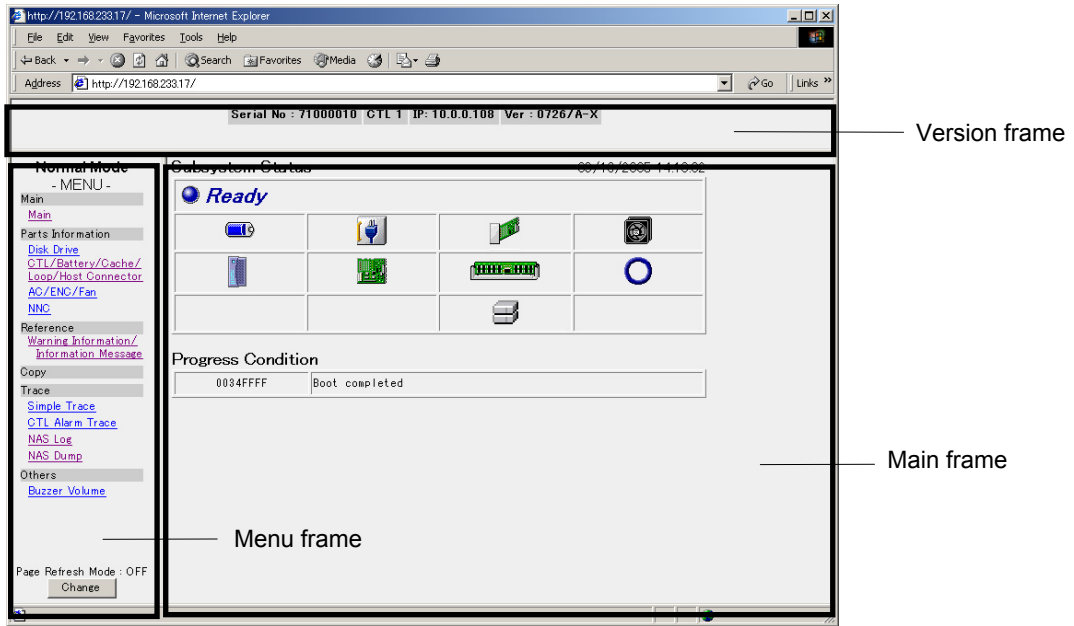 http://192.168.233.17/ - Microsoft Internet Explorer
File Edit View Favorites Tools Help
Back Search Favorites Media
Address http://192.168.233.17/ Go Links »
Serial No : 71000010 CTL 1 IP: 10.0.0.108 Ver : 0726/A-X
Version frame
Normal Mode
- MENU -
Main
Main
Parts Information
Disk Drive
CTL/Battery/Cache/
Loop/Host Connector
AC/ENC/Fan
NNC
Reference
Warning Information/
Information Message
Copy
Trace
Simple Trace
CTL Alarm Trace
NAS Log
NAS Dump
Others
Buzzer Volume
Page Refresh Mode : OFF
Change
Menu frame
Subsystem Status
Ready
Progress Condition
0034FFFF Boot completed
Main frame